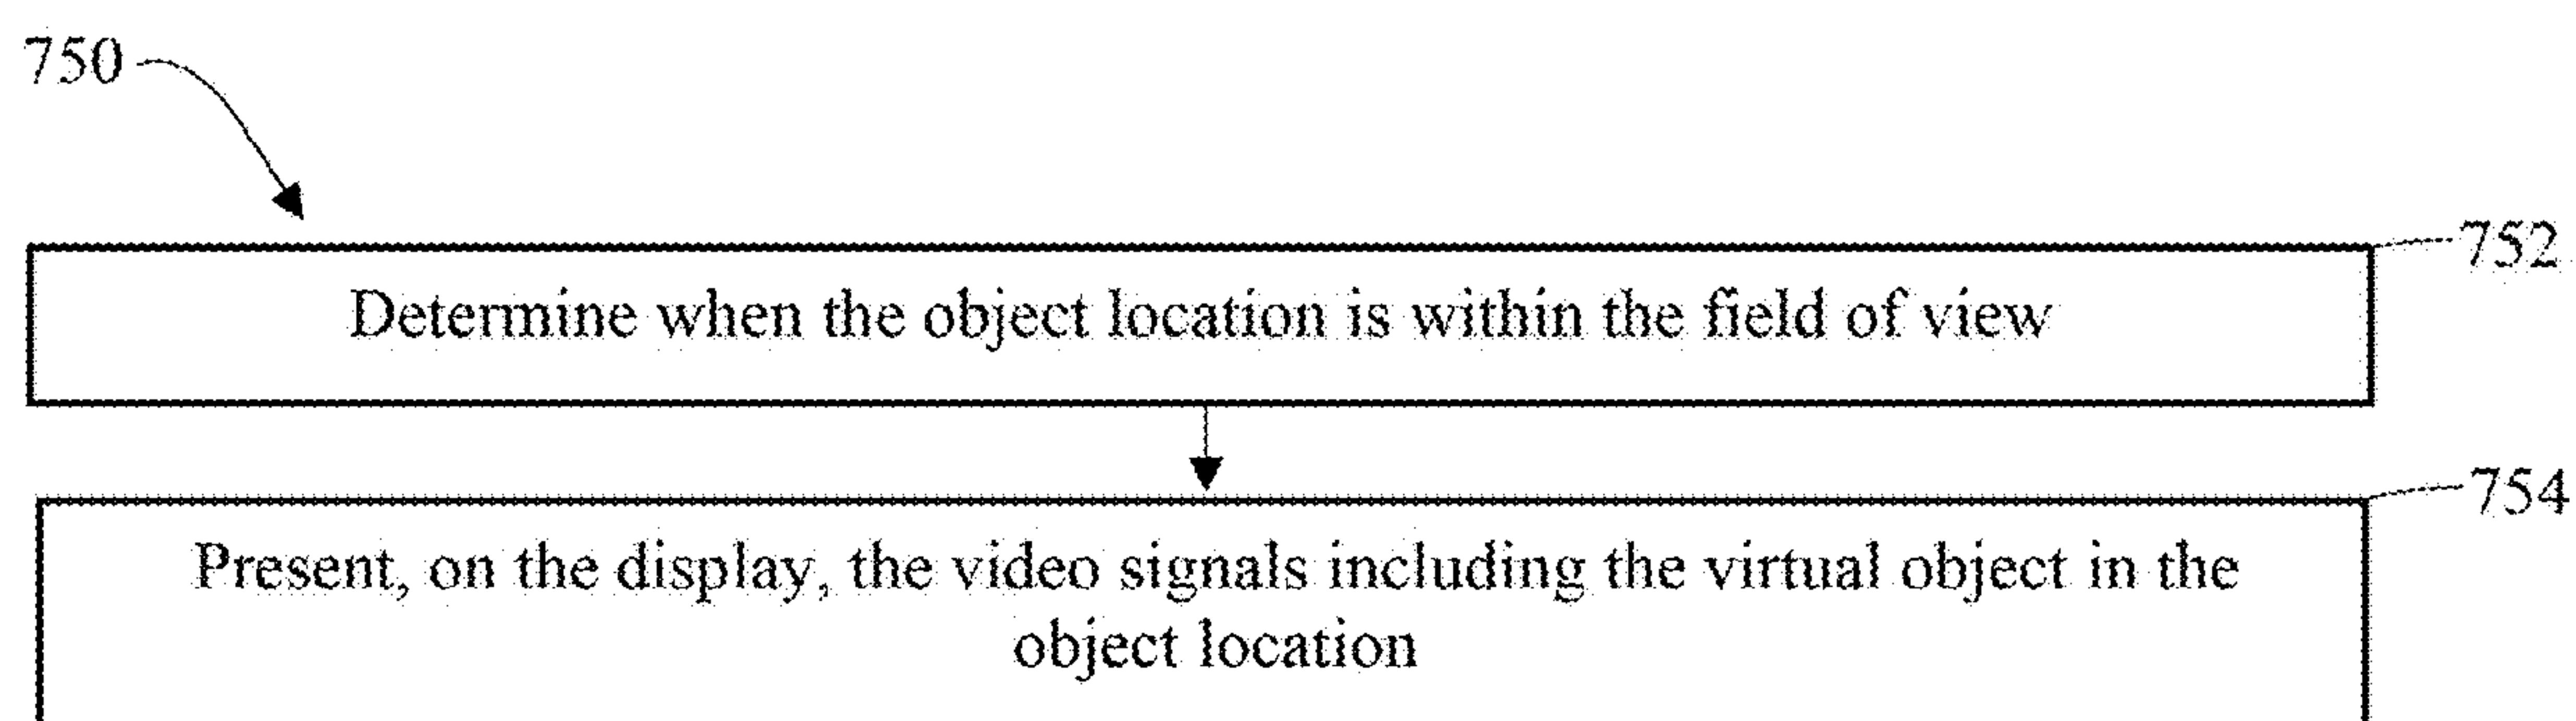 750
752
Determine when the object location is within the field of view
754
Present, on the display, the video signals including the virtual object in the
object location